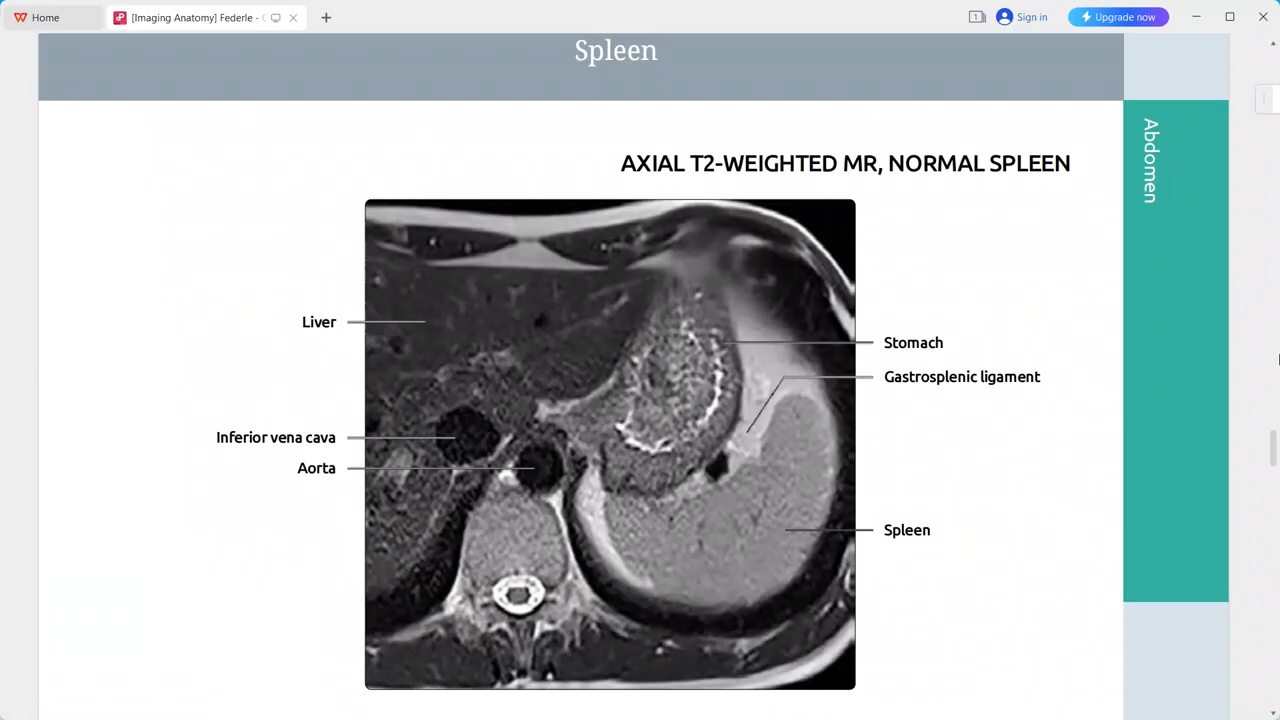 Home
[Imaging Anatomy] Federle -
1
Sign in
Upgrade now
Spleen
Abdomen
AXIAL T2-WEIGHTED MR, NORMAL SPLEEN
Liver
Stomach
Gastrosplenic ligament
Inferior vena cava
Aorta
Spleen